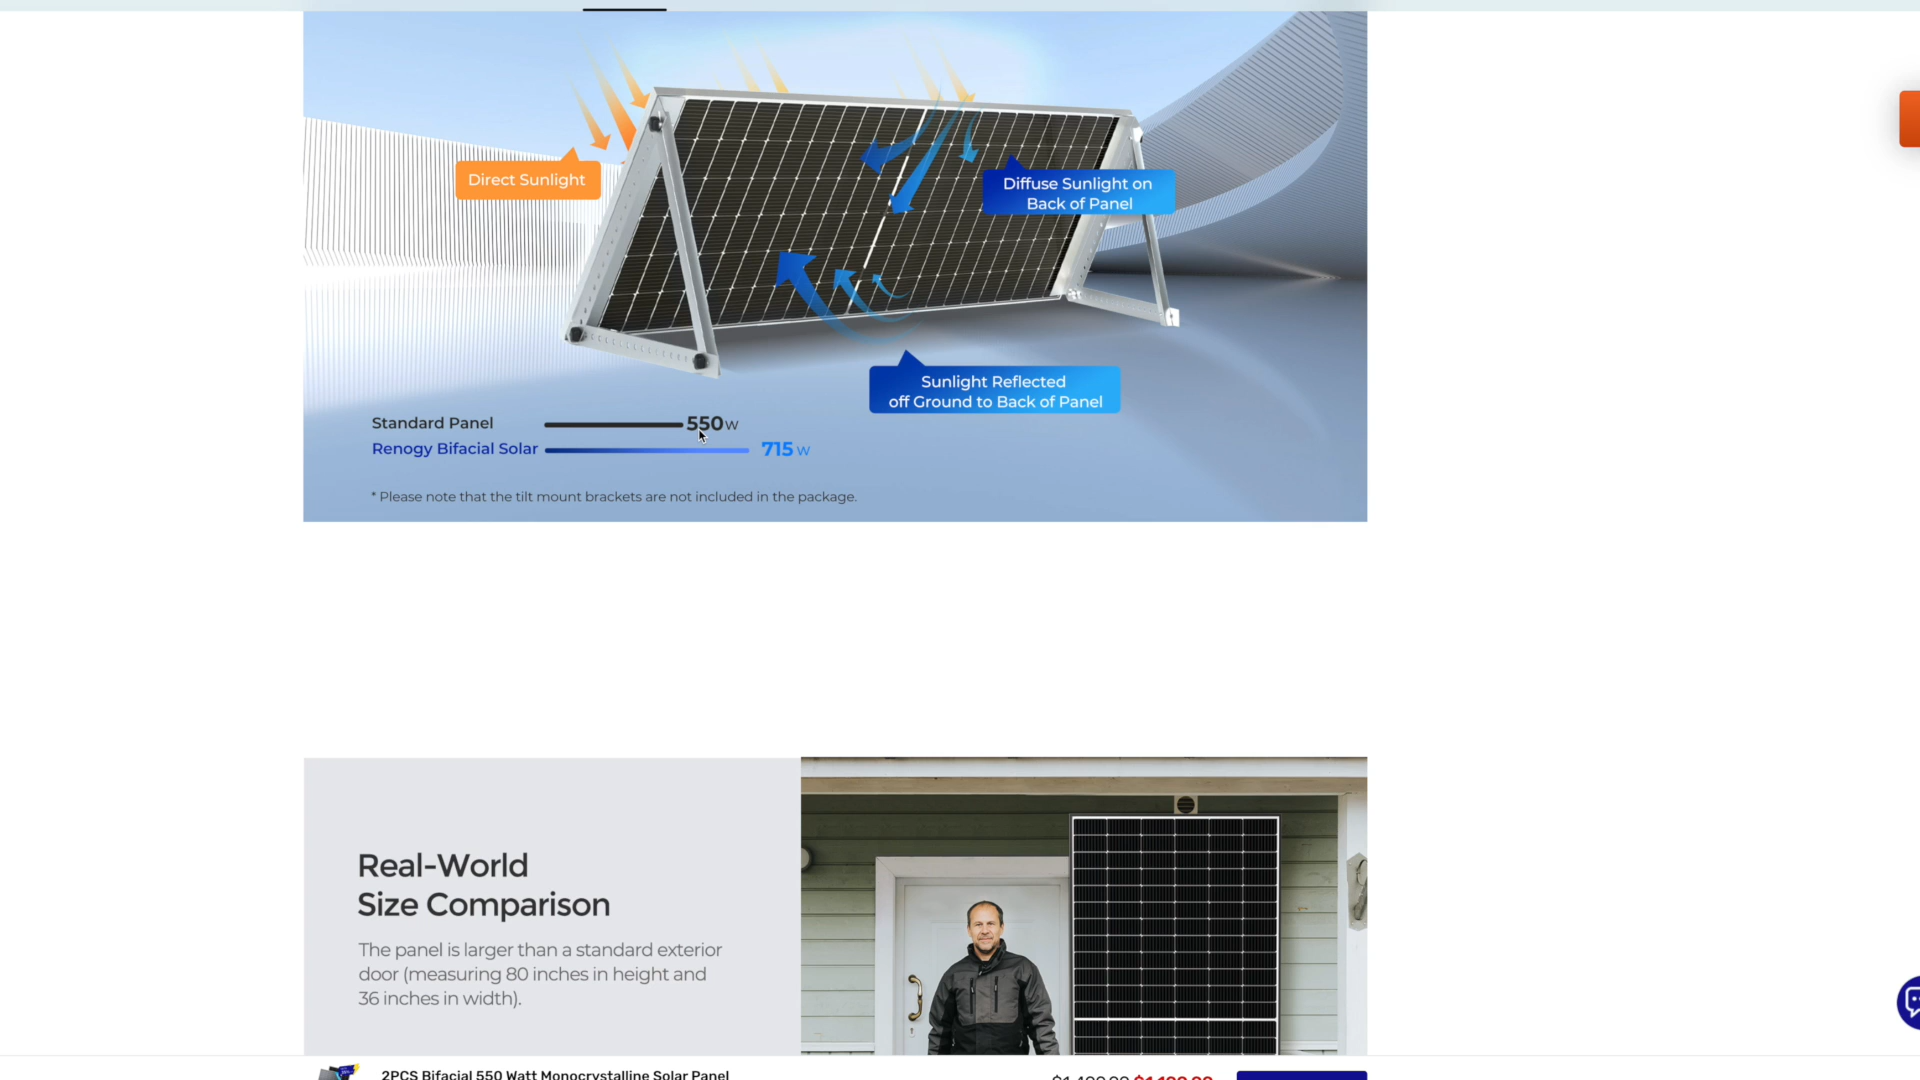 Direct Sunlight
Diffuse Sunlight on
Back of Panel
Sunlight Reflected
off Ground to Back of Panel
Standard Panel 550 W
Renogy Bifacial Solar 715 W
* Please note that the tilt mount brackets are not included in the package.
Real-World
Size Comparison
The panel is larger than a standard exterior
door (measuring 80 inches in height and
36 inches in width).
2PCS Bifacial 550 Watt Monocrystalline Solar Panel